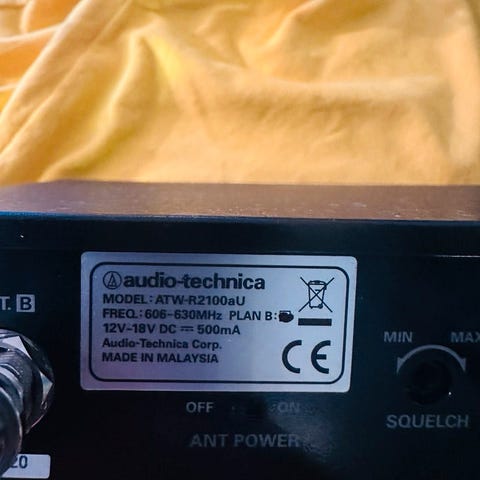 audio-technica
MODEL: ATW-R2100aU
FREQ.: 606-630MHz PLAN B:
12V-18V DC ⎓ 500mA
Audio-Technica Corp.
MADE IN MALAYSIA
CE
T. B
MIN MAX
SQUELCH
OFF ON
ANT POWER
20